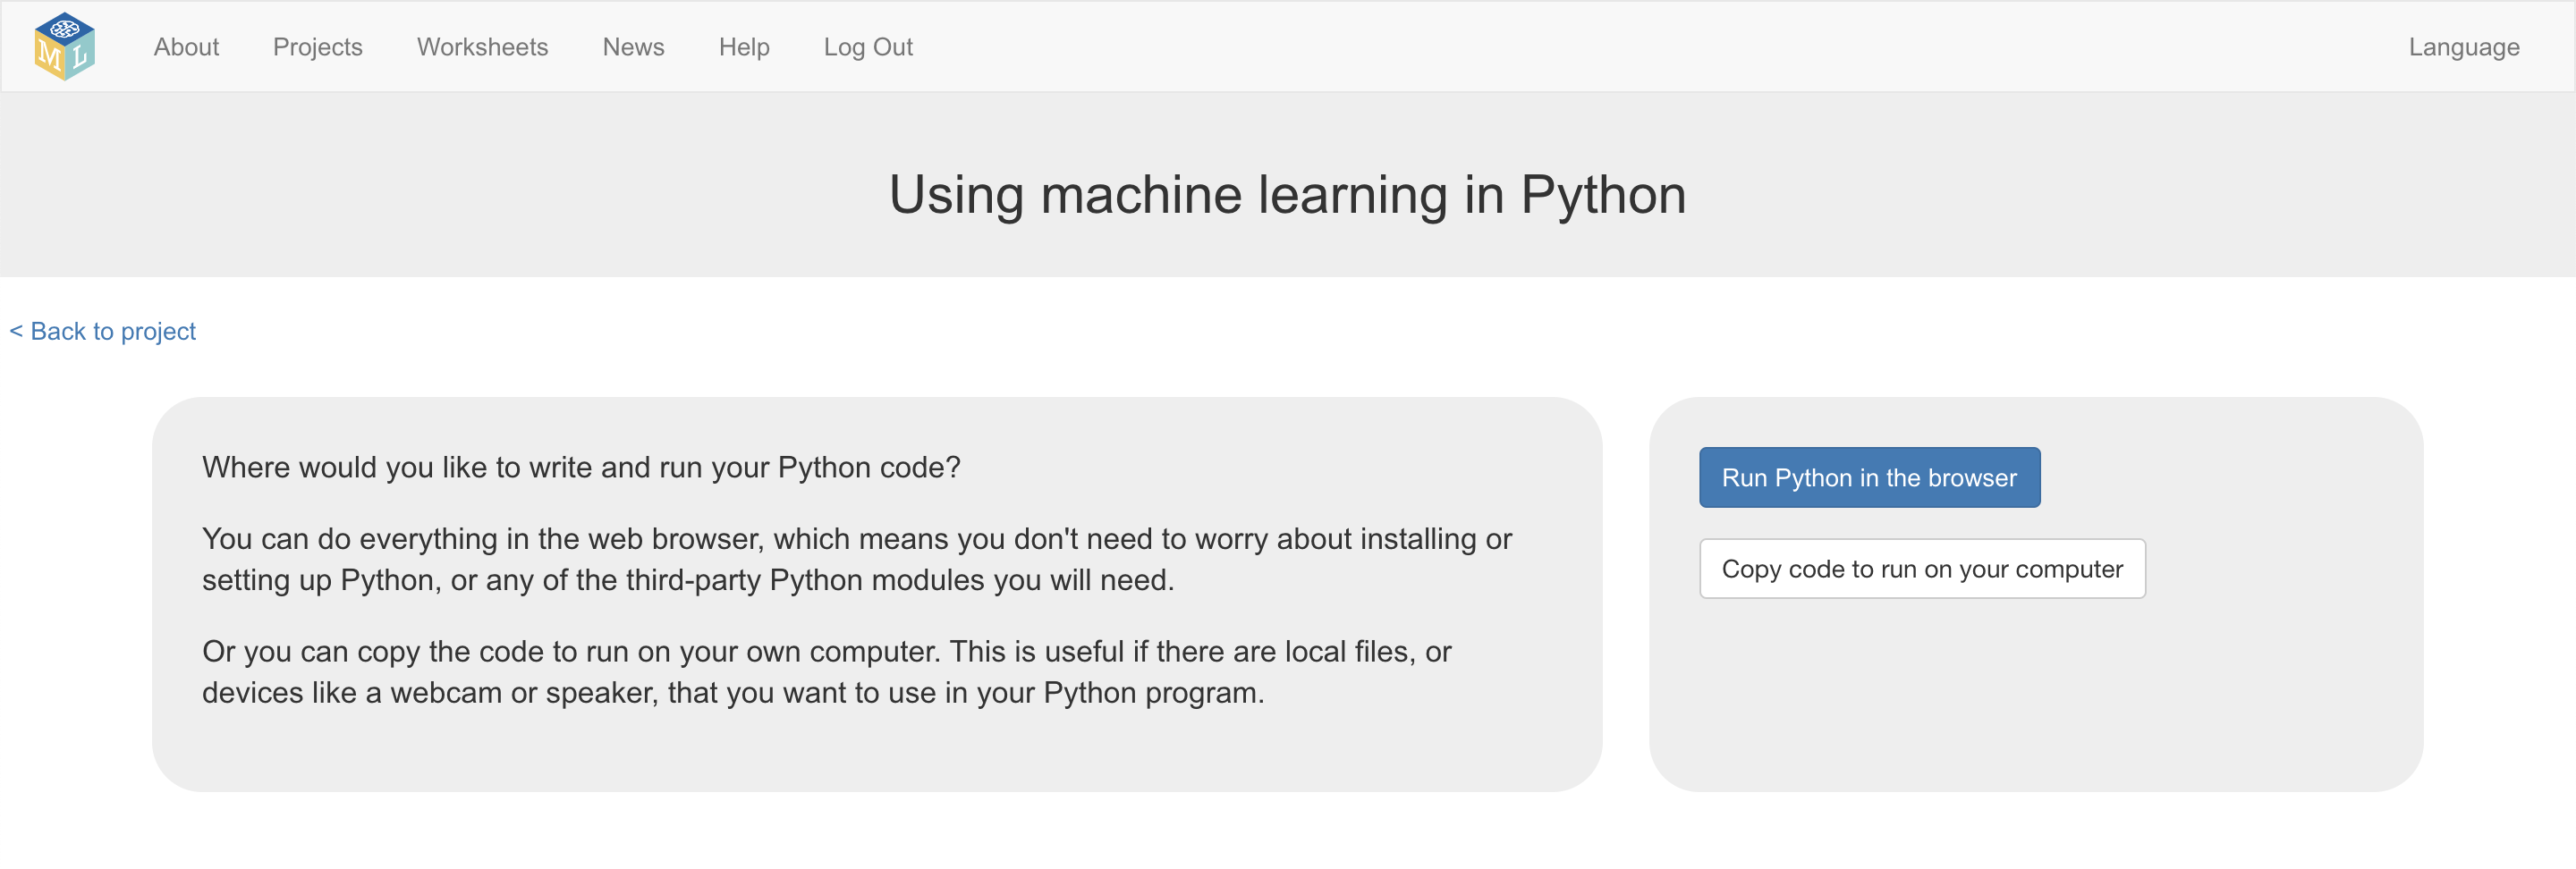 M L
About Projects Worksheets News Help Log Out Language
Using machine learning in Python
< Back to project
Where would you like to write and run your Python code?
You can do everything in the web browser, which means you don't need to worry about installing or
setting up Python, or any of the third-party Python modules you will need.
Or you can copy the code to run on your own computer. This is useful if there are local files, or
devices like a webcam or speaker, that you want to use in your Python program.
Run Python in the browser
Copy code to run on your computer